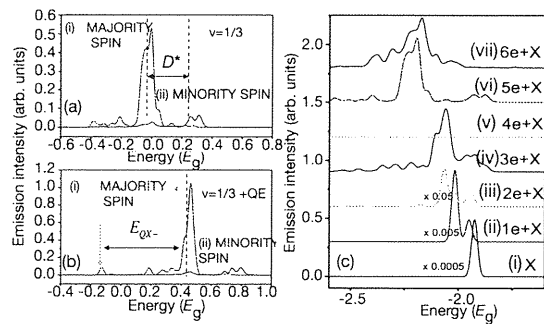 (i) MAJORITY
SPIN
v=1/3
D*
(ii) MINORITY SPIN
(a)
0.6
0.5
0.4
0.3
0.2
0.1
0.0
-0.4 -0.2 0.0 0.2 0.4 0.6 0.8 1.0
Energy (Eg)
Emission intensity (arb. units)
(i)
MAJORITY
SPIN
v=1/3 +QE
EQX-
(ii) MINORITY
SPIN
(b)
1.2
1.0
0.8
0.6
0.4
0.2
0.0
-0.4 -0.2 0.0 0.2 0.4 0.6 0.8 1.0
Energy (Eg)
Emission intensity (arb. units)
2.0
1.5
1.0
0.5
0.0
(vii) 6e+X
(vi) 5e+X
(v) 4e+X
(iv) 3e+X
(iii) 2e+X
x 0.05
(ii) 1e+X
x 0.005
(i) X
x 0.0005
(c)
-2.5 -2.0
Energy (Eg)